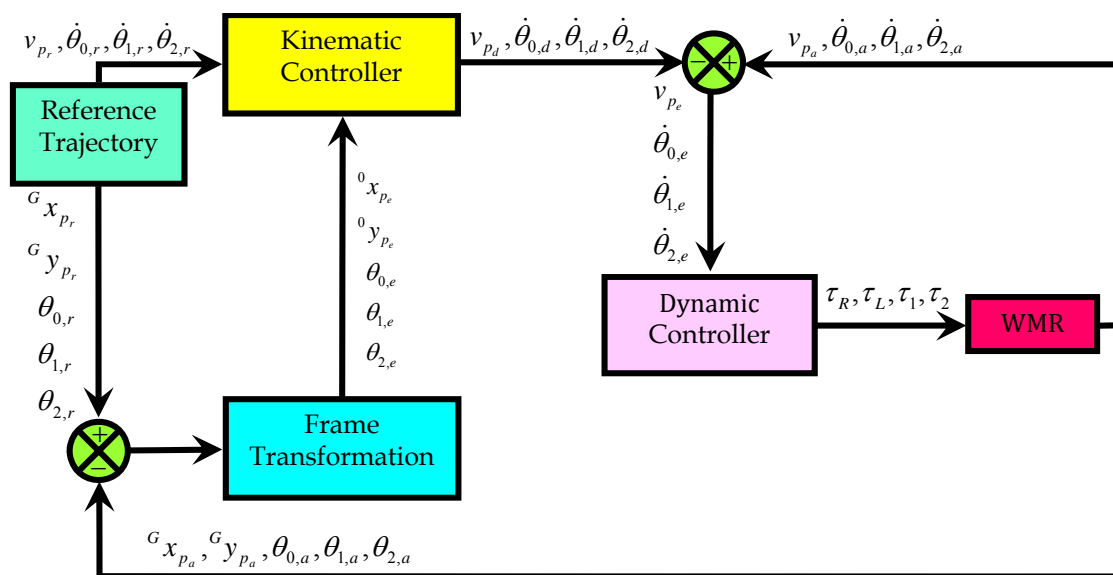 v_{p_r}, θ̇_{0,r}, θ̇_{1,r}, θ̇_{2,r}
Kinematic
Controller
v_{p_d}, θ̇_{0,d}, θ̇_{1,d}, θ̇_{2,d}
− +
v_{p_a}, θ̇_{0,a}, θ̇_{1,a}, θ̇_{2,a}
Reference
Trajectory
v_{p_e}
θ̇_{0,e}
θ̇_{1,e}
θ̇_{2,e}
^G x_{p_r}
^G y_{p_r}
θ_{0,r}
θ_{1,r}
θ_{2,r}
^0 x_{p_e}
^0 y_{p_e}
θ_{0,e}
θ_{1,e}
θ_{2,e}
Dynamic
Controller
τ_R, τ_L, τ_1, τ_2
WMR
+
−
Frame
Transformation
^G x_{p_a}, ^G y_{p_a}, θ_{0,a}, θ_{1,a}, θ_{2,a}